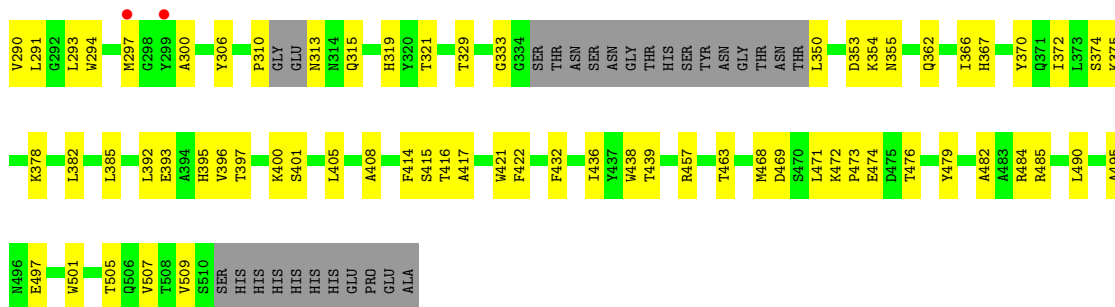 V290 L291 G292 L293 W294 M297 G298 Y299 A300 Y306 P310 GLY GLU N313 N314 Q315 H319 Y320 T321 T329 G333 G334 SER THR ASN SER ASN GLY THR HIS SER TYR ASN GLY THR ASN THR L350 D353 K354 N355 Q362 I366 H367 Y370 Q371 I372 L373 S374 K375
K378 L382 L385 L392 E393 A394 H395 V396 T397 K400 S401 L405 A408 F414 S415 T416 A417 W421 F422 F432 I436 Y437 W438 T439 R457 T463 M468 D469 S470 L471 K472 P473 E474 D475 T476 Y479 A482 A483 R484 R485 L490 A495
N496 E497 W501 T505 Q506 V507 T508 V509 S510 SER HIS HIS HIS HIS HIS HIS GLU PRO GLU ALA